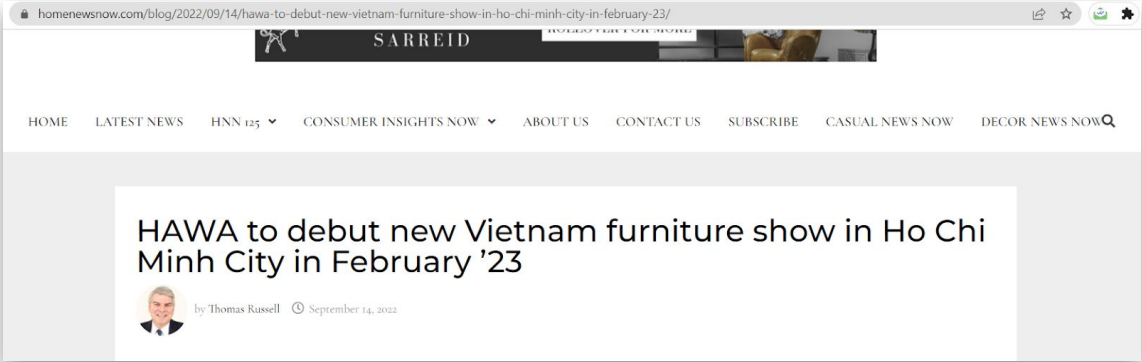 homenewsnow.com/blog/2022/09/14/hawa-to-debut-new-vietnam-furniture-show-in-ho-chi-minh-city-in-february-23/
SARREID ROLLOVER FOR MORE
HOME LATEST NEWS HNN 125 CONSUMER INSIGHTS NOW ABOUT US CONTACT US SUBSCRIBE CASUAL NEWS NOW DECOR NEWS NOW
HAWA to debut new Vietnam furniture show in Ho Chi
Minh City in February ’23
by Thomas Russell September 14, 2022